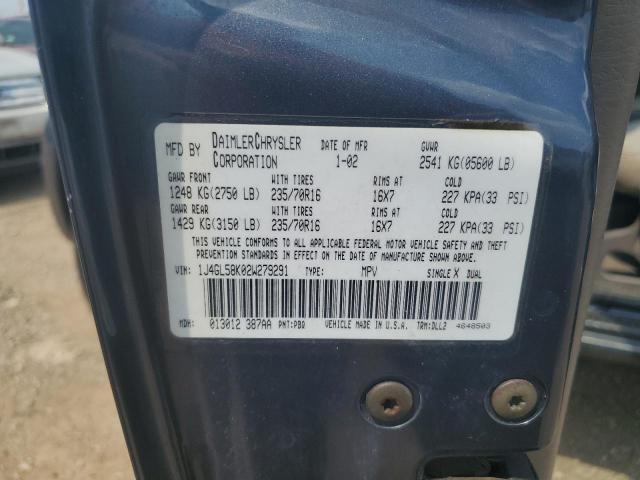 MFD BY DAIMLERCHRYSLER CORPORATION DATE OF MFR 1-02 GVWR 2541 KG(05600 LB)
GAWR FRONT WITH TIRES RIMS AT COLD
1248 KG(2750 LB) 235/70R16 16X7 227 KPA(33 PSI)
GAWR REAR WITH TIRES RIMS AT COLD
1429 KG(3150 LB) 235/70R16 16X7 227 KPA(33 PSI)
THIS VEHICLE CONFORMS TO ALL APPLICABLE FEDERAL MOTOR VEHICLE SAFETY AND THEFT
PREVENTION STANDARDS IN EFFECT ON THE DATE OF MANUFACTURE SHOWN ABOVE.
VIN: 1J4GL58K02W279291 TYPE: MPV SINGLE X DUAL
MDH: 013012 387AA PNT:PBQ VEHICLE MADE IN U.S.A. TRM:DLL2 4648503